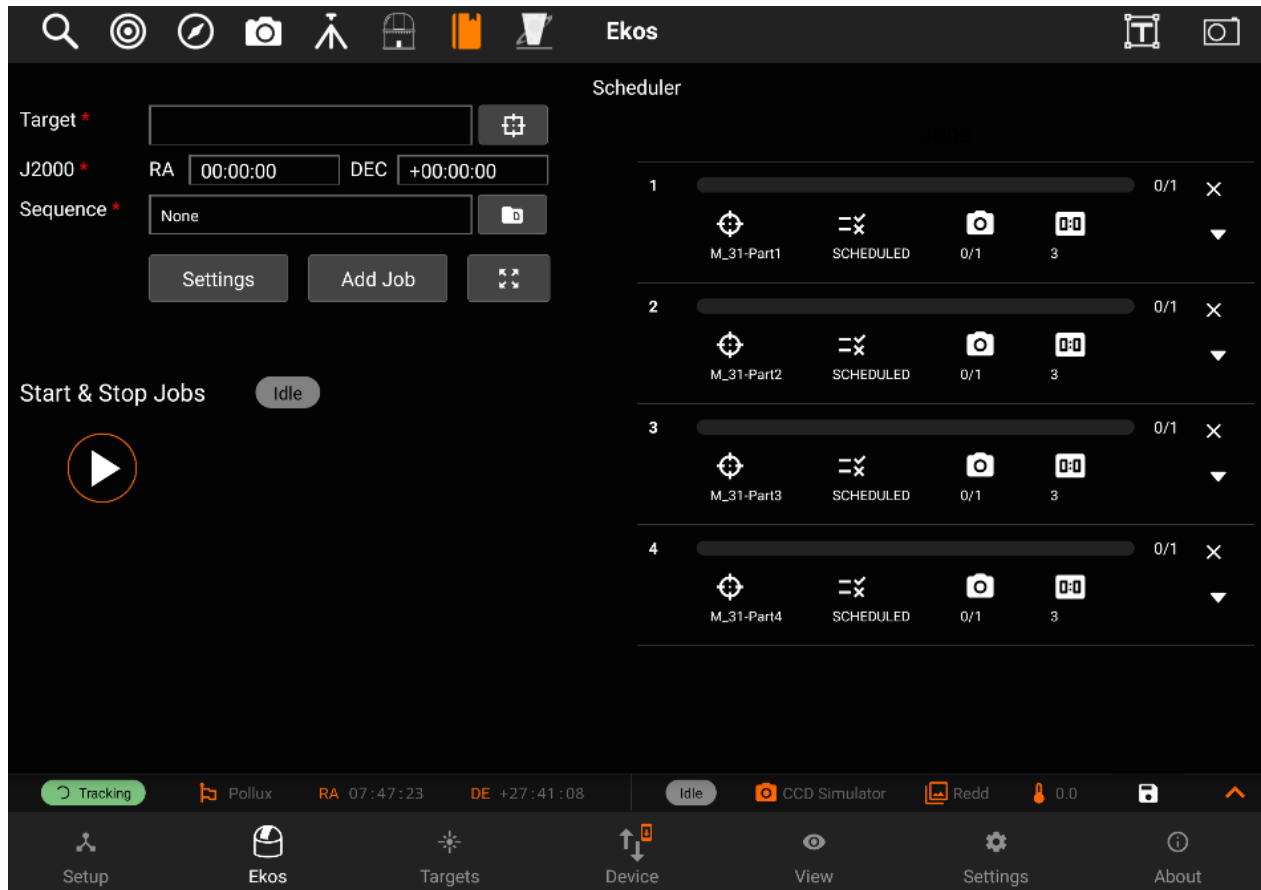 Ekos
Scheduler
Target *
J2000 * RA 00:00:00 DEC +00:00:00
Sequence * None
Settings Add Job
Start & Stop Jobs Idle
1 0/1
M_31-Part1 SCHEDULED 0/1 3
2 0/1
M_31-Part2 SCHEDULED 0/1 3
3 0/1
M_31-Part3 SCHEDULED 0/1 3
4 0/1
M_31-Part4 SCHEDULED 0/1 3
Tracking Pollux RA 07:47:23 DE +27:41:08 Idle CCD Simulator Redd 0.0
Setup Ekos Targets Device View Settings About